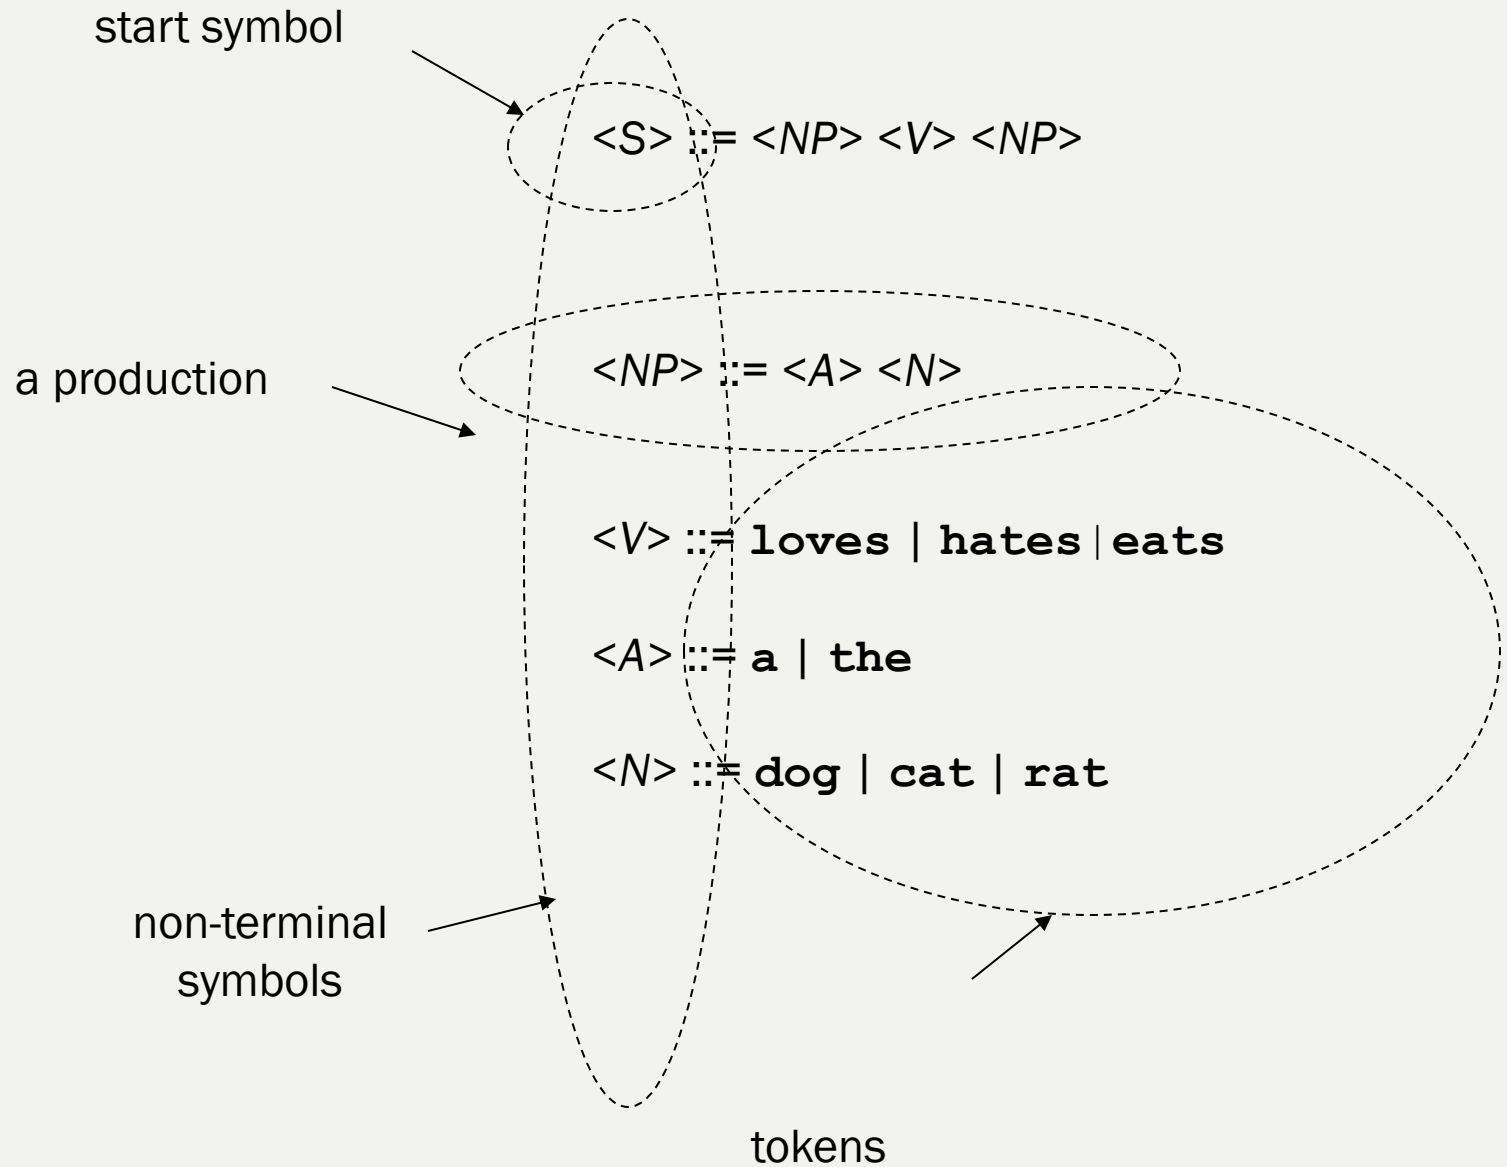 start symbol
<S> ::= <NP> <V> <NP>
a production
<NP> ::= <A> <N>
<V> ::= loves | hates|eats
<A> ::= a | the
<N> ::= dog | cat | rat
non-terminal
symbols
tokens